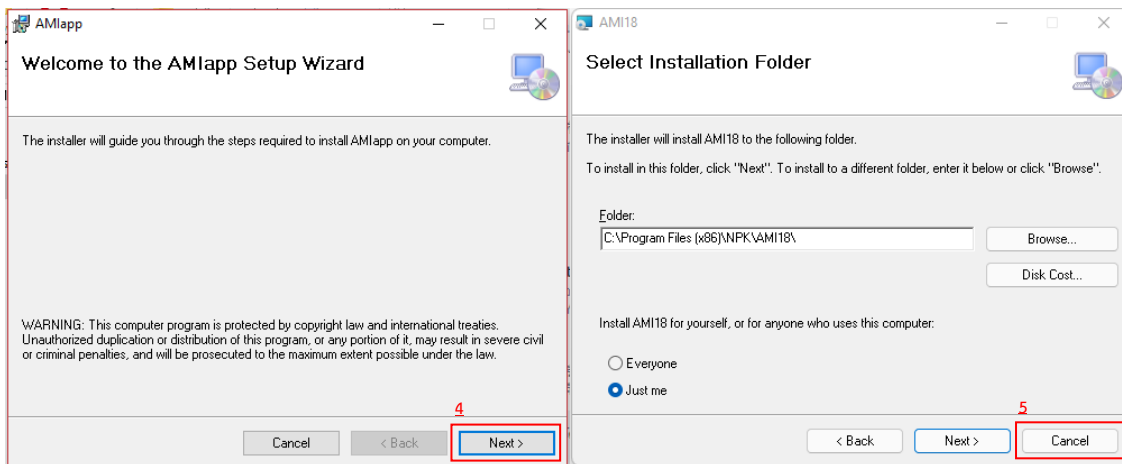 AMIapp
Welcome to the AMIapp Setup Wizard
The installer will guide you through the steps required to install AMIapp on your computer.
WARNING: This computer program is protected by copyright law and international treaties.
Unauthorized duplication or distribution of this program, or any portion of it, may result in severe civil
or criminal penalties, and will be prosecuted to the maximum extent possible under the law.
4
Cancel
< Back
Next >
AMI18
Select Installation Folder
The installer will install AMI18 to the following folder.
To install in this folder, click "Next". To install to a different folder, enter it below or click "Browse".
Folder:
C:\Program Files (x86)\NPK\AMI18\
Browse...
Disk Cost...
Install AMI18 for yourself, or for anyone who uses this computer:
Everyone
Just me
5
< Back
Next >
Cancel